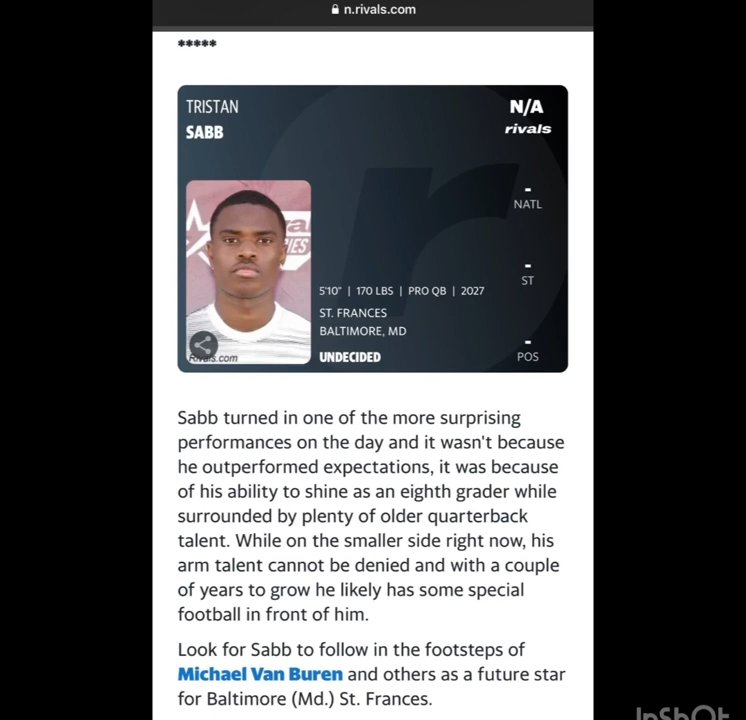 n.rivals.com
*****
TRISTAN
SABB
N/A
rivals
-
NATL
-
ST
-
POS
5'10" | 170 LBS | PRO QB | 2027
ST. FRANCES
BALTIMORE, MD
UNDECIDED
Rivals.com
Sabb turned in one of the more surprising
performances on the day and it wasn't because
he outperformed expectations, it was because
of his ability to shine as an eighth grader while
surrounded by plenty of older quarterback
talent. While on the smaller side right now, his
arm talent cannot be denied and with a couple
of years to grow he likely has some special
football in front of him.
Look for Sabb to follow in the footsteps of
Michael Van Buren and others as a future star
for Baltimore (Md.) St. Frances.
InShOt